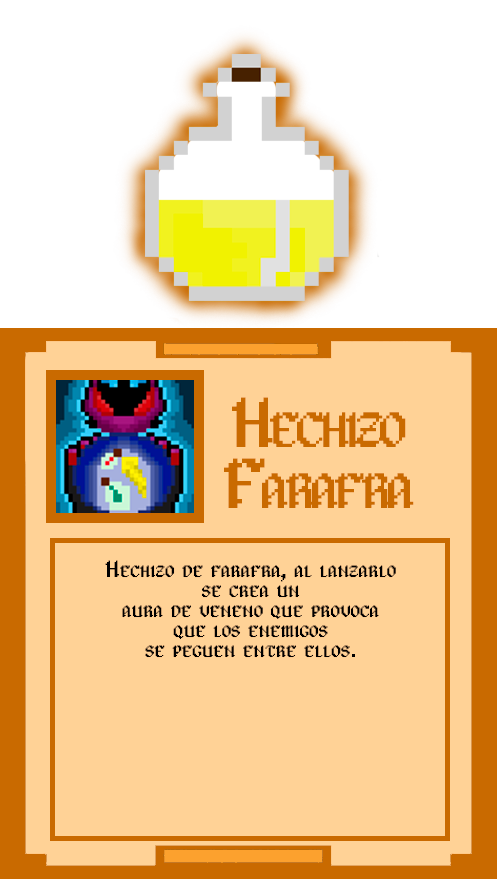 Hechizo
Farafra
Hechizo de farafra, al lanzarlo
se crea un
aura de veneno que provoca
que los enemigos
se peguen entre ellos.